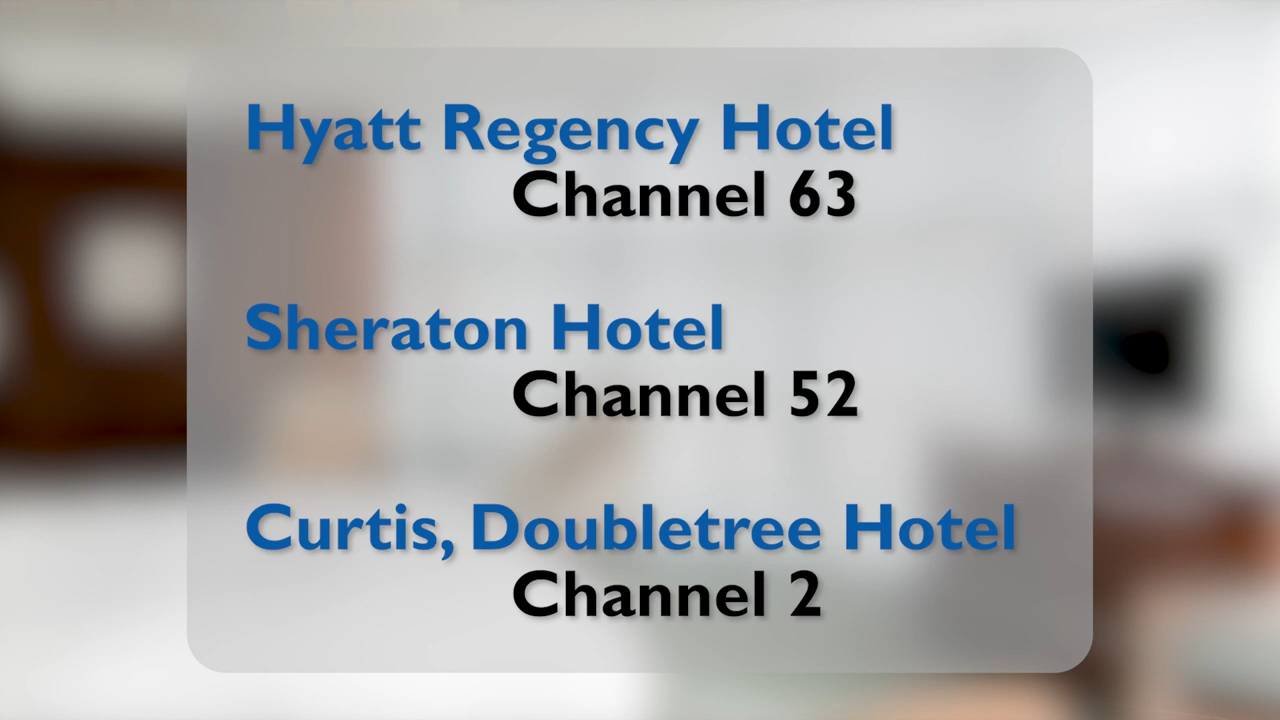 Hyatt Regency Hotel
Channel 63
Sheraton Hotel
Channel 52
Curtis, Doubletree Hotel
Channel 2